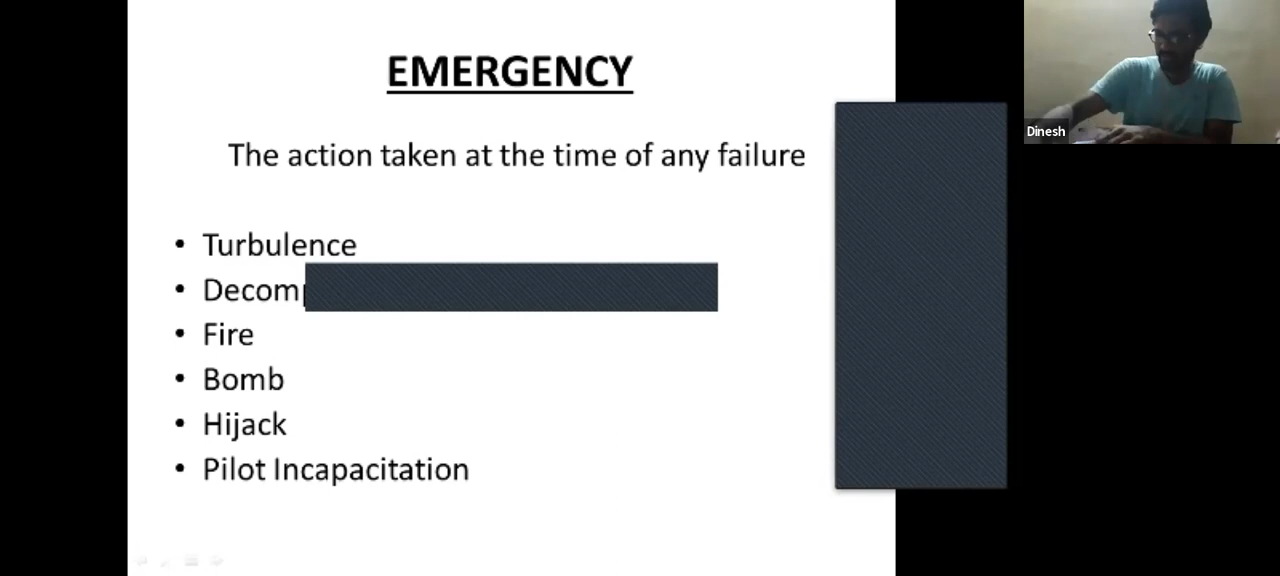 EMERGENCY
The action taken at the time of any failure
• Turbulence
• Decom
• Fire
• Bomb
• Hijack
• Pilot Incapacitation
Dinesh